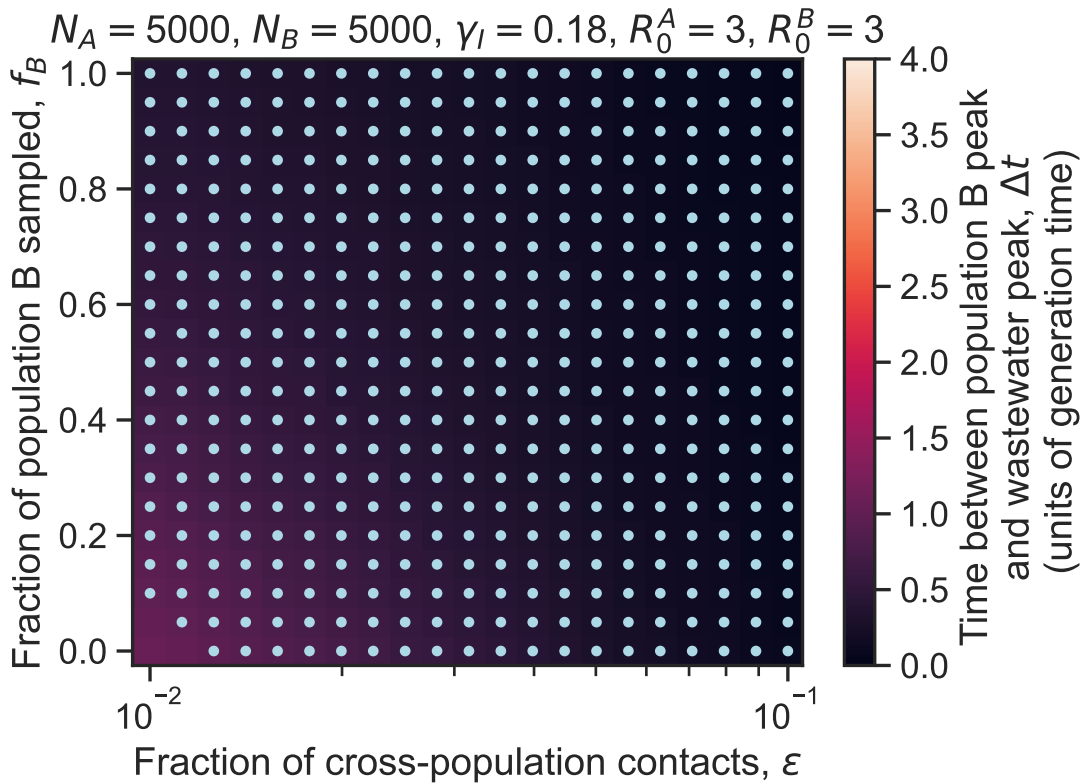 N_A = 5000, N_B = 5000, γ_I = 0.18, R_0^A = 3, R_0^B = 3
Fraction of population B sampled, f_B
1.0
0.8
0.6
0.4
0.2
0.0
10^{-2}
10^{-1}
Fraction of cross-population contacts, ε
4.0
3.5
3.0
2.5
2.0
1.5
1.0
0.5
0.0
Time between population B peak
and wastewater peak, Δt
(units of generation time)